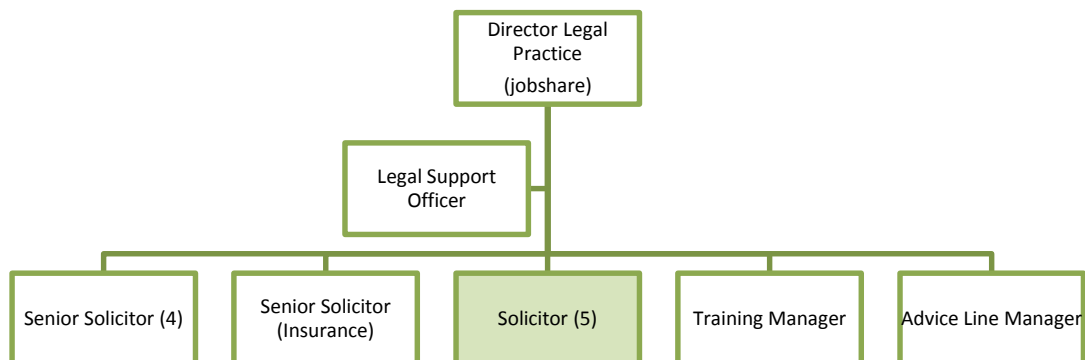 Director Legal
Practice
(jobshare)
Legal Support
Officer
Senior Solicitor (4)
Senior Solicitor
(Insurance)
Solicitor (5)
Training Manager
Advice Line Manager